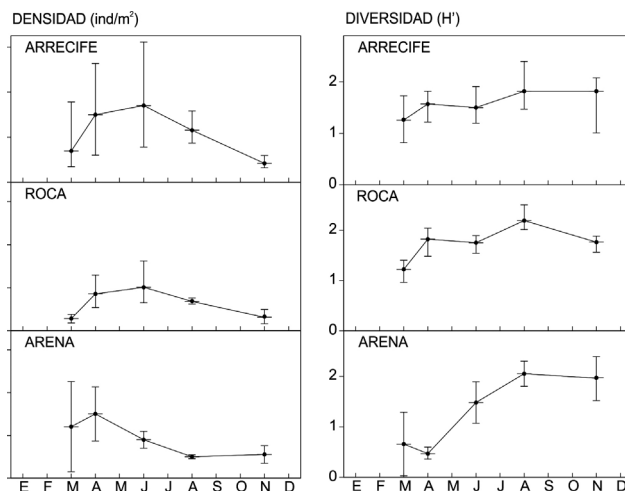 DENSIDAD (ind/m²)
ARRECIFE
ROCA
ARENA
E F M A M J J A S O N D
DIVERSIDAD (H')
ARRECIFE
2
1
0
ROCA
2
1
0
ARENA
2
1
0
E F M A M J J A S O N D